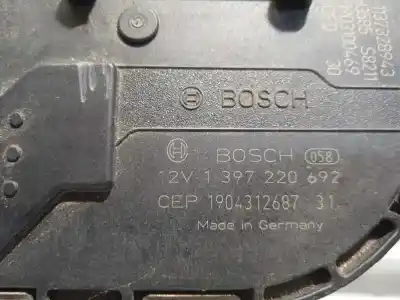 BOSCH
BOSCH 058
12V 1 397 220 692
CEP 1904312687 31
Made in Germany